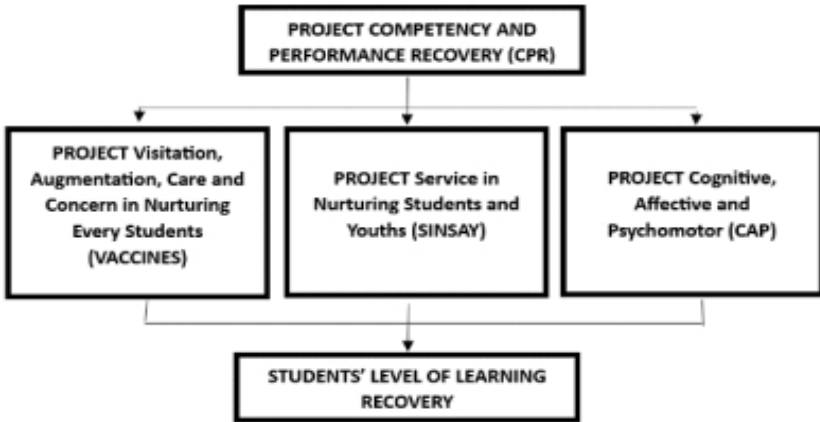 PROJECT COMPETENCY AND
PERFORMANCE RECOVERY (CPR)
PROJECT Visitation,
Augmentation, Care and
Concern in Nurturing
Every Students
(VACCINES)
PROJECT Service in
Nurturing Students and
Youths (SINSAY)
PROJECT Cognitive,
Affective and
Psychomotor (CAP)
STUDENTS’ LEVEL OF LEARNING
RECOVERY